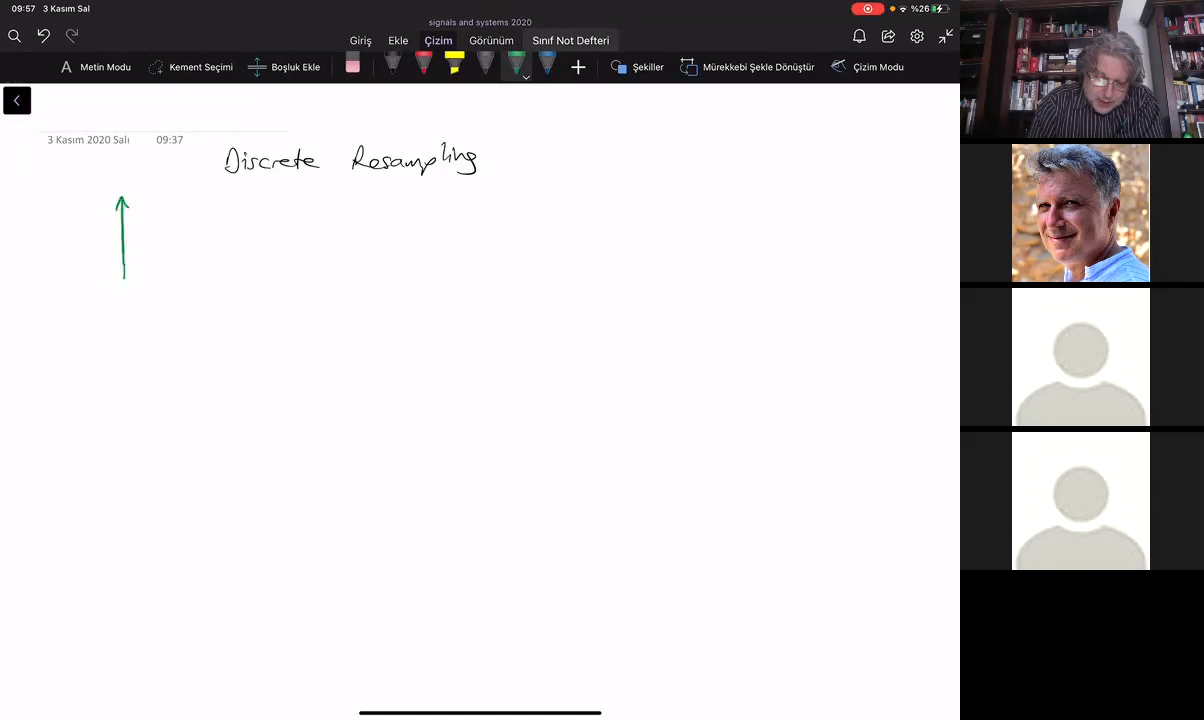 09:57 3 Kasım Sal
%26
signals and systems 2020
Giriş Ekle Çizim Görünüm Sınıf Not Defteri
A Metin Modu Kement Seçimi Boşluk Ekle Şekiller Mürekkebi Şekle Dönüştür Çizim Modu
3 Kasım 2020 Salı 09:37
Discrete Resampling